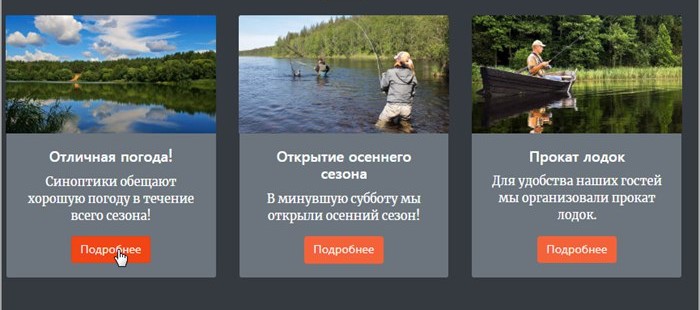 Отличная погода!
Синоптики обещают
хорошую погоду в течение
всего сезона!
Подробнее
Открытие осеннего
сезона
В минувшую субботу мы
открыли осенний сезон!
Подробнее
Прокат лодок
Для удобства наших гостей
мы организовали прокат
лодок.
Подробнее